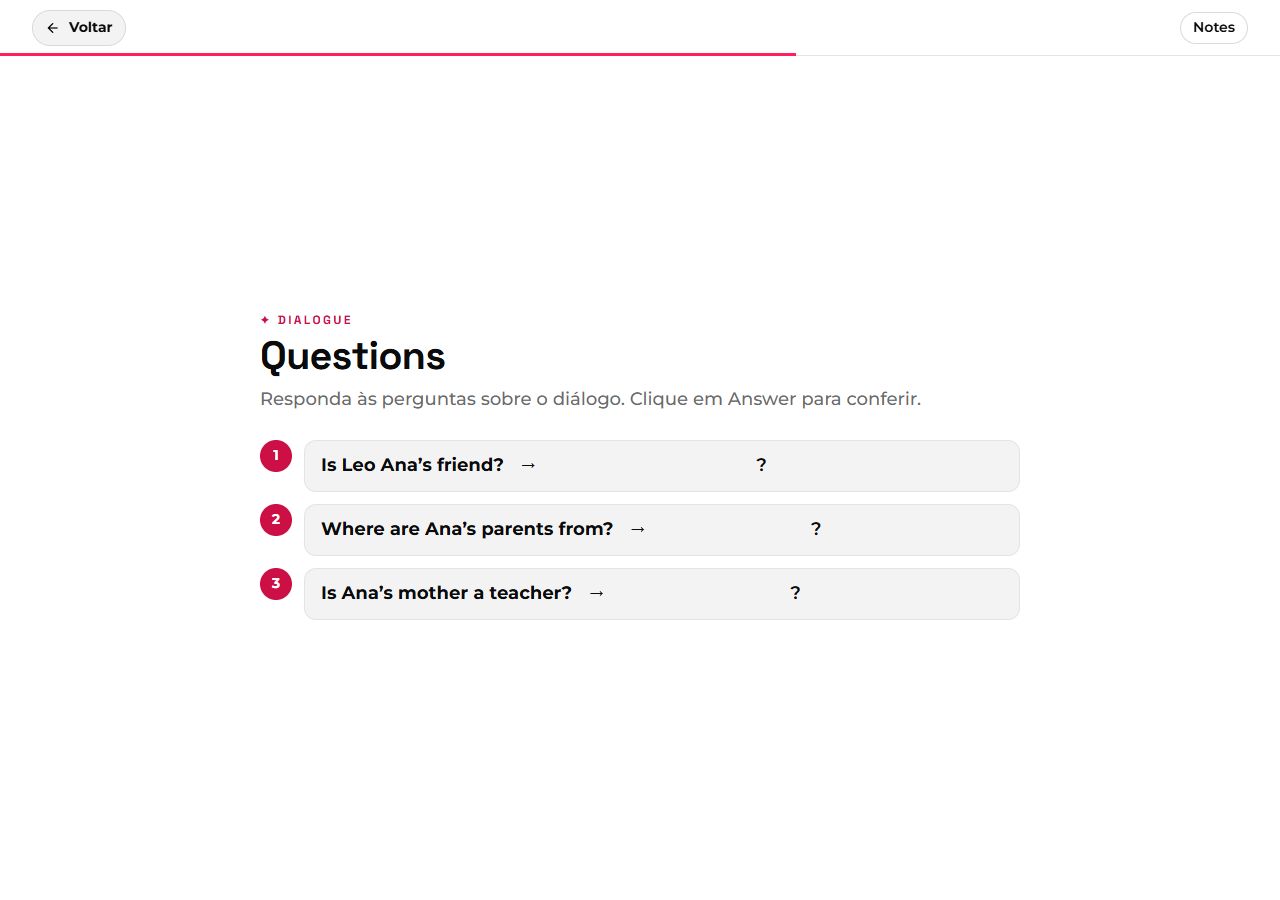 ← Voltar
Notes
✦ DIALOGUE
Questions
Responda às perguntas sobre o diálogo. Clique em Answer para conferir.
1 Is Leo Ana’s friend? → ?
2 Where are Ana’s parents from? → ?
3 Is Ana’s mother a teacher? → ?